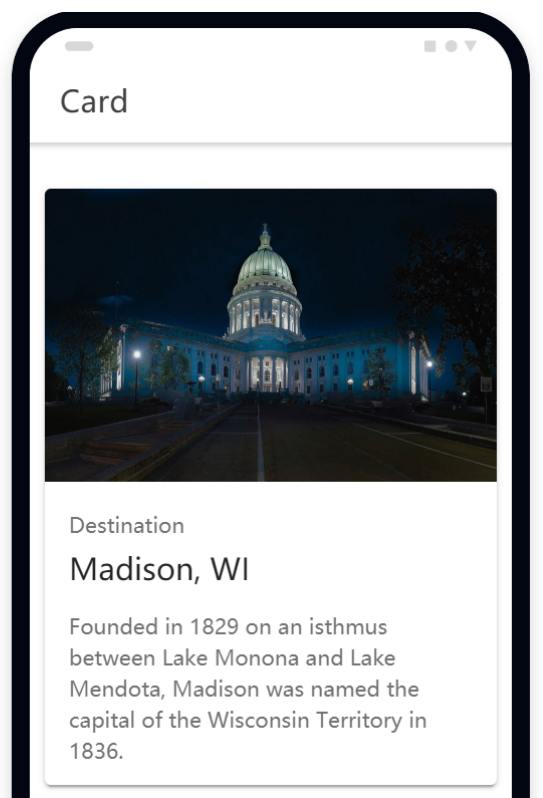 Card
Destination
Madison, WI
Founded in 1829 on an isthmus
between Lake Monona and Lake
Mendota, Madison was named the
capital of the Wisconsin Territory in
1836.